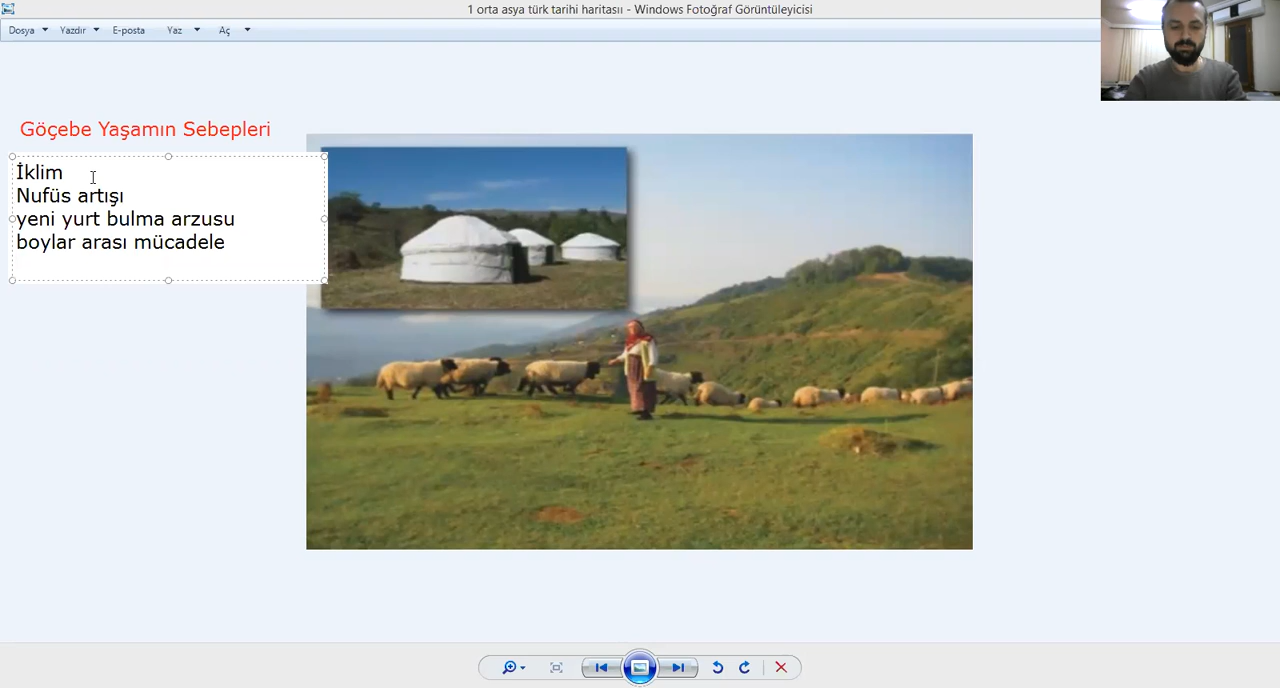 1 orta asya türk tarihi haritasıı - Windows Fotoğraf Görüntüleyicisi
Dosya Yazdır E-posta Yaz Aç
Göçebe Yaşamın Sebepleri
İklim
Nufüs artışı
yeni yurt bulma arzusu
boylar arası mücadele